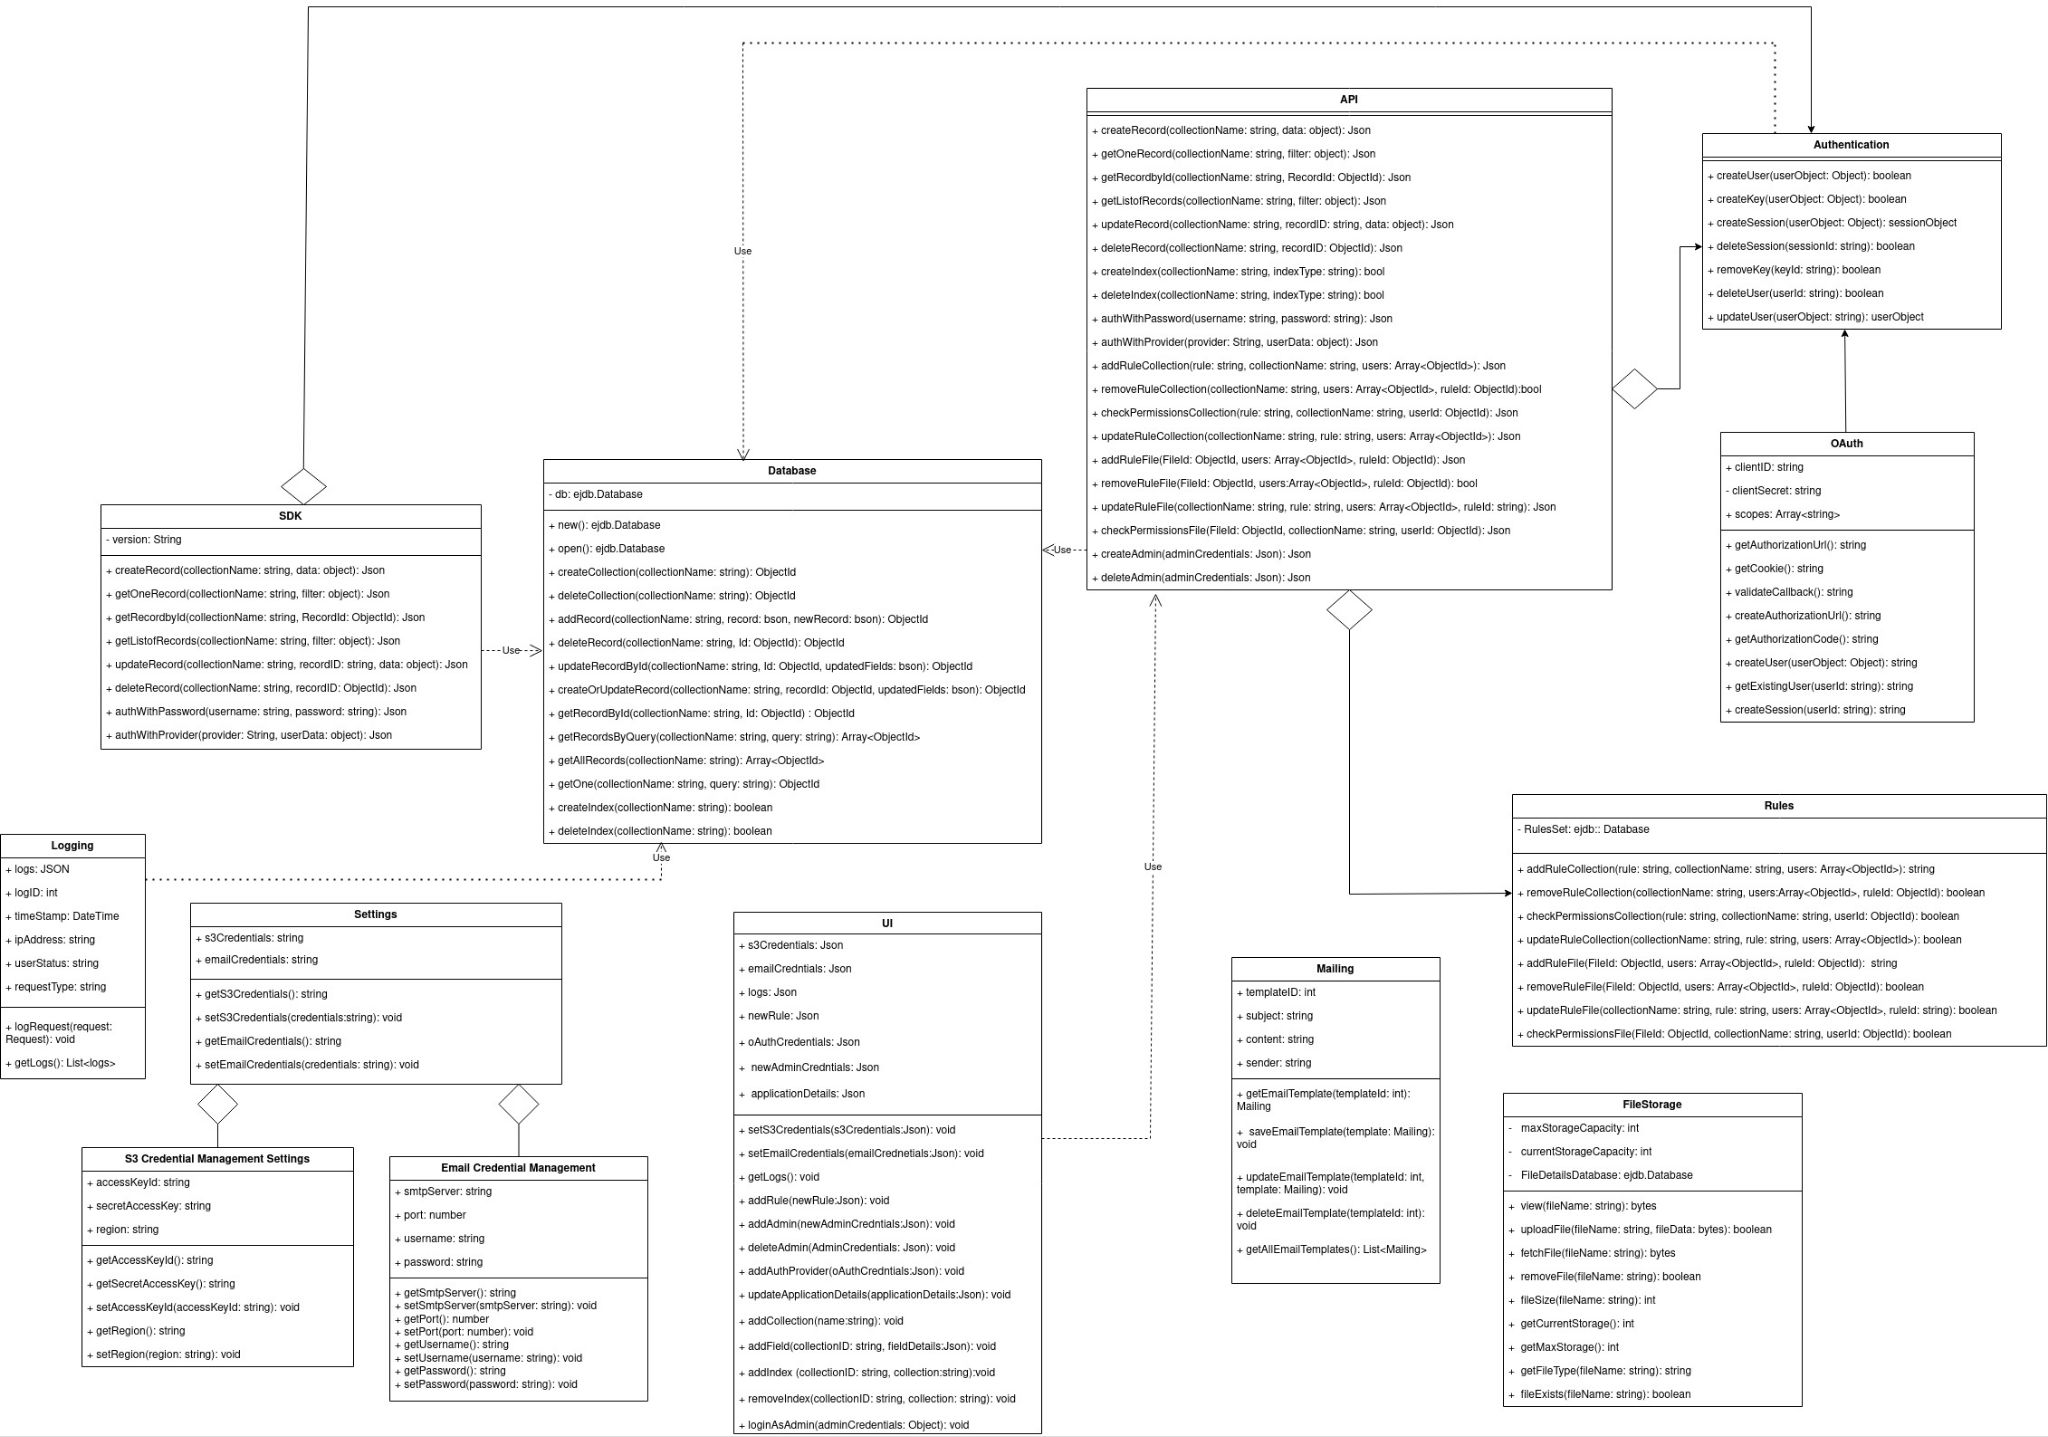 API
+ createRecord(collectionName: string, data: object): Json
+ getOneRecord(collectionName: string, filter: object): Json
+ getRecordbyId(collectionName: string, RecordId: ObjectId): Json
+ getListofRecords(collectionName: string, filter: object): Json
+ updateRecord(collectionName: string, recordID: string, data: object): Json
+ deleteRecord(collectionName: string, recordID: ObjectId): Json
+ createIndex(collectionName: string, indexType: string): bool
+ deleteIndex(collectionName: string, indexType: string): bool
+ authWithPassword(username: string, password: string): Json
+ authWithProvider(provider: String, userData: object): Json
+ addRuleCollection(rule: string, collectionName: string, users: Array<ObjectId>): Json
+ removeRuleCollection(collectionName: string, users: Array<ObjectId>, ruleId: ObjectId):bool
+ checkPermissionsCollection(rule: string, collectionName: string, userId: ObjectId): Json
+ updateRuleCollection(collectionName: string, rule: string, users: Array<ObjectId>): Json
+ addRuleFile(FileId: ObjectId, users: Array<ObjectId>, ruleId: ObjectId): Json
+ removeRuleFile(FileId: ObjectId, users:Array<ObjectId>, ruleId: ObjectId): bool
+ updateRuleFile(collectionName: string, rule: string, users: Array<ObjectId>, ruleId: string): Json
+ checkPermissionsFile(FileId: ObjectId, collectionName: string, userId: ObjectId): Json
+ createAdmin(adminCredentials: Json): Json
+ deleteAdmin(adminCredentials: Json): Json
Authentication
+ createUser(userObject: Object): boolean
+ createKey(userObject: Object): boolean
+ createSession(userObject: Object): sessionObject
+ deleteSession(sessionId: string): boolean
+ removeKey(keyId: string): boolean
+ deleteUser(userId: string): boolean
+ updateUser(userObject: string): userObject
Use
OAuth
+ clientID: string
- clientSecret: string
+ scopes: Array<string>
+ getAuthorizationUrl(): string
+ getCookie(): string
+ validateCallback(): string
+ createAuthorizationUrl(): string
+ getAuthorizationCode(): string
+ createUser(userObject: Object): string
+ getExistingUser(userId: string): string
+ createSession(userId: string): string
Database
- db: ejdb.Database
+ new(): ejdb.Database
+ open(): ejdb.Database
+ createCollection(collectionName: string): ObjectId
+ deleteCollection(collectionName: string): ObjectId
+ addRecord(collectionName: string, record: bson, newRecord: bson): ObjectId
+ deleteRecord(collectionName: string, Id: ObjectId): ObjectId
+ updateRecordById(collectionName: string, Id: ObjectId, updatedFields: bson): ObjectId
+ createOrUpdateRecord(collectionName: string, recordId: ObjectId, updatedFields: bson): ObjectId
+ getRecordById(collectionName: string, Id: ObjectId) : ObjectId
+ getRecordsByQuery(collectionName: string, query: string): Array<ObjectId>
+ getAllRecords(collectionName: string): Array<ObjectId>
+ getOne(collectionName: string, query: string): ObjectId
+ createIndex(collectionName: string): boolean
+ deleteIndex(collectionName: string): boolean
Use
SDK
- version: String
+ createRecord(collectionName: string, data: object): Json
+ getOneRecord(collectionName: string, filter: object): Json
+ getRecordbyId(collectionName: string, RecordId: ObjectId): Json
+ getListofRecords(collectionName: string, filter: object): Json
+ updateRecord(collectionName: string, recordID: string, data: object): Json
+ deleteRecord(collectionName: string, recordID: ObjectId): Json
+ authWithPassword(username: string, password: string): Json
+ authWithProvider(provider: String, userData: object): Json
Use
Rules
- RulesSet: ejdb:: Database
+ addRuleCollection(rule: string, collectionName: string, users: Array<ObjectId>): string
+ removeRuleCollection(collectionName: string, users:Array<ObjectId>, ruleId: ObjectId): boolean
+ checkPermissionsCollection(rule: string, collectionName: string, userId: ObjectId): boolean
+ updateRuleCollection(collectionName: string, rule: string, users: Array<ObjectId>): boolean
+ addRuleFile(FileId: ObjectId, users: Array<ObjectId>, ruleId: ObjectId): string
+ removeRuleFile(FileId: ObjectId, users: Array<ObjectId>, ruleId: ObjectId): boolean
+ updateRuleFile(collectionName: string, rule: string, users: Array<ObjectId>, ruleId: string): boolean
+ checkPermissionsFile(FileId: ObjectId, collectionName: string, userId: ObjectId): boolean
Logging
+ logs: JSON
+ logID: int
+ timeStamp: DateTime
+ ipAddress: string
+ userStatus: string
+ requestType: string
+ logRequest(request:
Request): void
+ getLogs(): List<logs>
Use
Use
Settings
+ s3Credentials: string
+ emailCredentials: string
+ getS3Credentials(): string
+ setS3Credentials(credentials:string): void
+ getEmailCredentials(): string
+ setEmailCredentials(credentials: string): void
UI
+ s3Credentials: Json
+ emailCredntials: Json
+ logs: Json
+ newRule: Json
+ oAuthCredentials: Json
+ newAdminCredntials: Json
+ applicationDetails: Json
+ setS3Credentials(s3Credentials:Json): void
+ setEmailCredentials(emailCrednetials:Json): void
+ getLogs(): void
+ addRule(newRule:Json): void
+ addAdmin(newAdminCredntials:Json): void
+ deleteAdmin(AdminCredentials: Json): void
+ addAuthProvider(oAuthCredntials:Json): void
+ updateApplicationDetails(applicationDetails:Json): void
+ addCollection(name:string): void
+ addField(collectionID: string, fieldDetails:Json): void
+ addIndex (collectionID: string, collection:string):void
+ removeIndex(collectionID: string, collection: string): void
+ loginAsAdmin(adminCredentials: Object): void
Mailing
+ templateID: int
+ subject: string
+ content: string
+ sender: string
+ getEmailTemplate(templateId: int):
Mailing
+ saveEmailTemplate(template: Mailing):
void
+ updateEmailTemplate(templateId: int,
template: Mailing): void
+ deleteEmailTemplate(templateId: int):
void
+ getAllEmailTemplates(): List<Mailing>
FileStorage
- maxStorageCapacity: int
- currentStorageCapacity: int
- FileDetailsDatabase: ejdb.Database
+ view(fileName: string): bytes
+ uploadFile(fileName: string, fileData: bytes): boolean
+ fetchFile(fileName: string): bytes
+ removeFile(fileName: string): boolean
+ fileSize(fileName: string): int
+ getCurrentStorage(): int
+ getMaxStorage(): int
+ getFileType(fileName: string): string
+ fileExists(fileName: string): boolean
S3 Credential Management Settings
+ accessKeyId: string
+ secretAccessKey: string
+ region: string
+ getAccessKeyId(): string
+ getSecretAccessKey(): string
+ setAccessKeyId(accessKeyId: string): void
+ getRegion(): string
+ setRegion(region: string): void
Email Credential Management
+ smtpServer: string
+ port: number
+ username: string
+ password: string
+ getSmtpServer(): string
+ setSmtpServer(smtpServer: string): void
+ getPort(): number
+ setPort(port: number): void
+ getUsername(): string
+ setUsername(username: string): void
+ getPassword(): string
+ setPassword(password: string): void